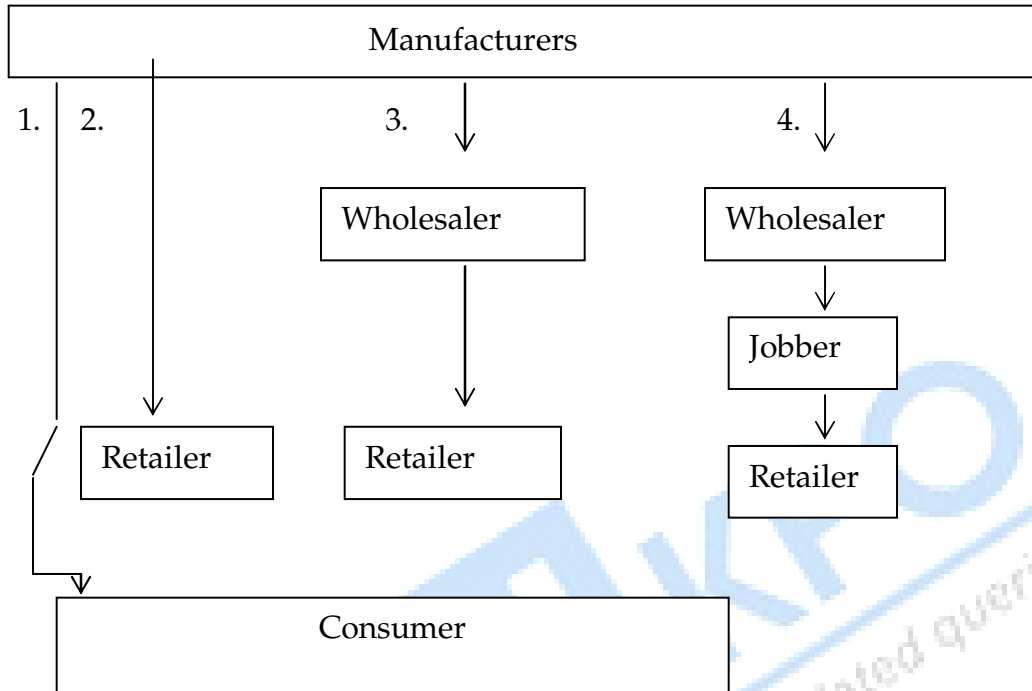 Manufacturers
1. 2. 3. 4.
Wholesaler Wholesaler
Jobber
Retailer Retailer Retailer
Consumer